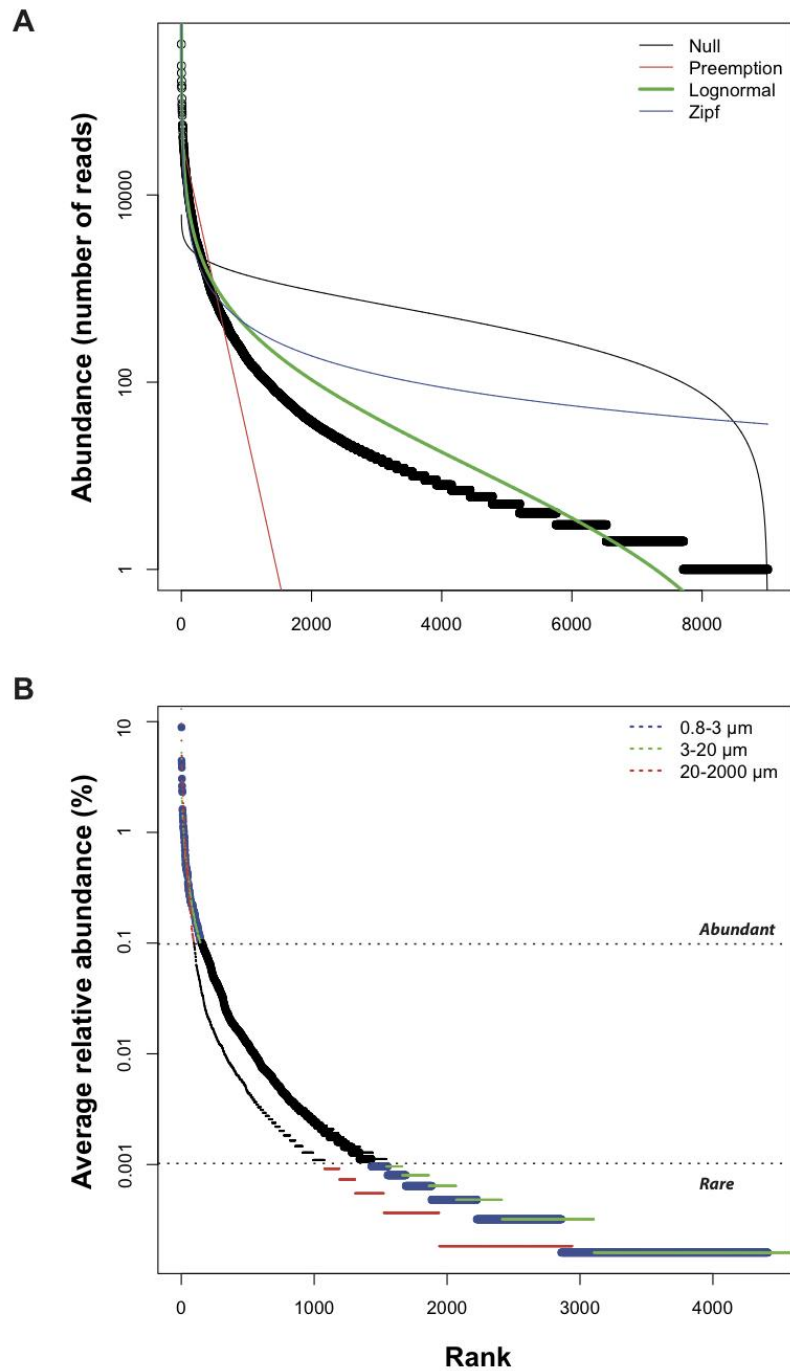 A
Null
Preemption
Lognormal
Zipf
Abundance (number of reads)
10000
100
1
0 2000 4000 6000 8000
B
0.8-3 µm
3-20 µm
20-2000 µm
Average relative abundance (%)
10
1
0.1
0.01
0.001
Abundant
Rare
0 1000 2000 3000 4000
Rank